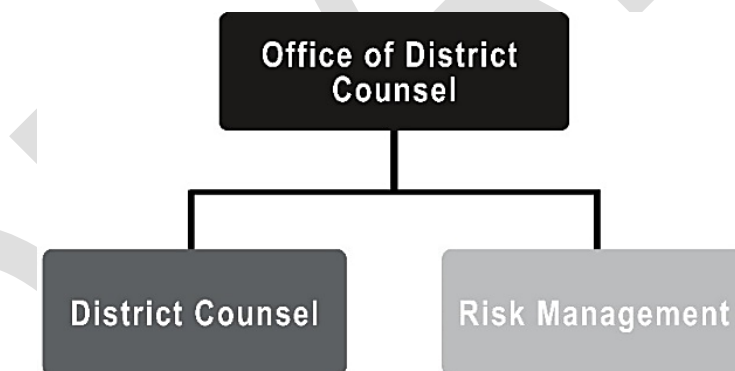 Office of District
Counsel
District Counsel
Risk Management